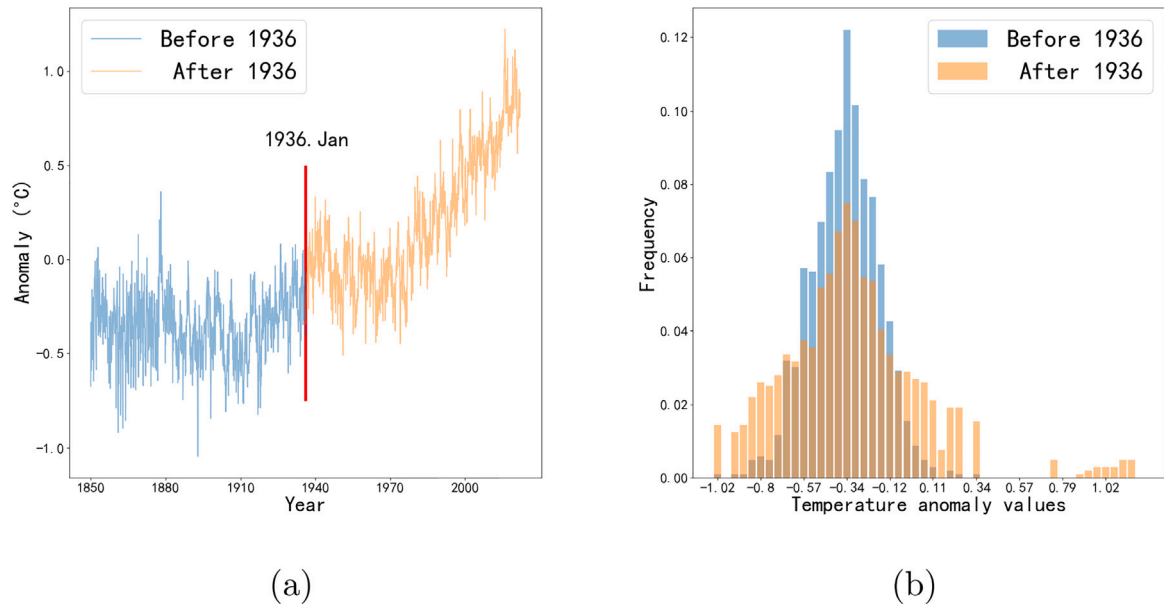 Before 1936
After 1936
1936. Jan
Anomaly (°C)
1.0
0.5
0.0
−0.5
−1.0
1850 1880 1910 1940 1970 2000
Year
(a)
Before 1936
After 1936
Frequency
0.12
0.10
0.08
0.06
0.04
0.02
0.00
−1.02 −0.8 −0.57 −0.34 −0.12 0.11 0.34 0.57 0.79 1.02
Temperature anomaly values
(b)